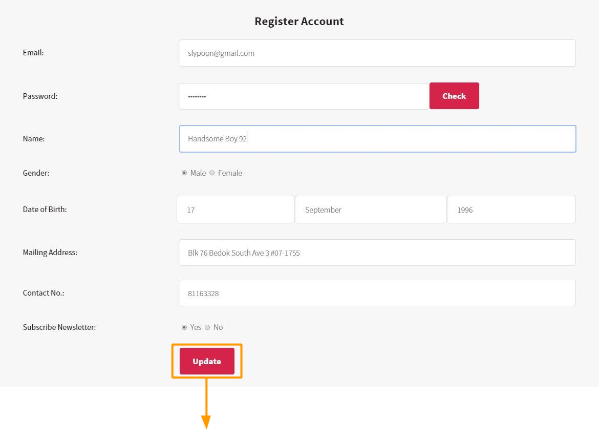 Register Account
Email: slypoon@gmail.com
Password: -------- Check
Name: Handsome Boy 92
Gender: Male Female
Date of Birth: 17 September 1996
Mailing Address: Blk 76 Bedok South Ave 3 #07-1755
Contact No.: 81163328
Subscribe Newsletter: Yes No
Update